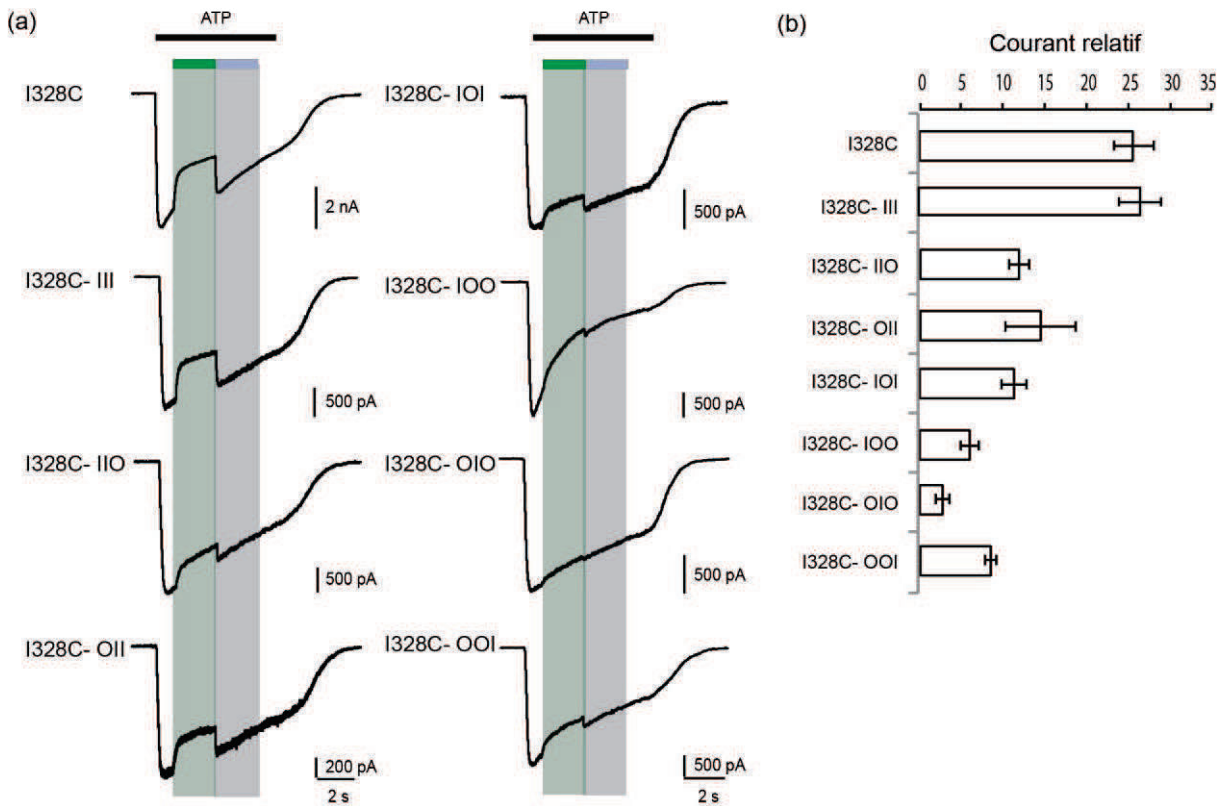 (a)
ATP
I328C
2 nA
I328C- III
500 pA
I328C- IIO
500 pA
I328C- OII
200 pA
2 s
ATP
I328C- IOI
500 pA
I328C- IOO
500 pA
I328C- OIO
500 pA
I328C- OOI
500 pA
2 s
(b)
Courant relatif
0 5 10 15 20 25 30 35
I328C
I328C- III
I328C- IIO
I328C- OII
I328C- IOI
I328C- IOO
I328C- OIO
I328C- OOI